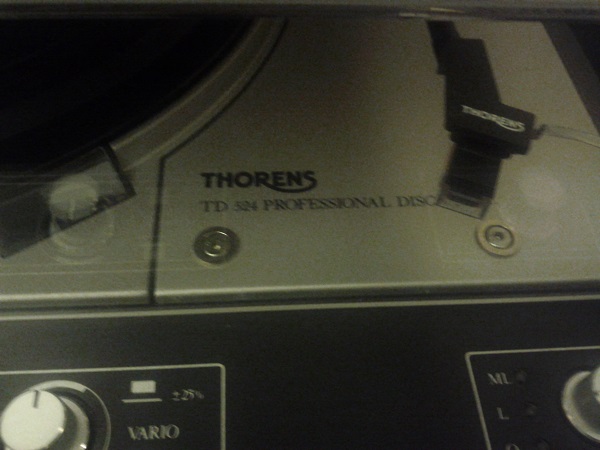 THORENS
THORENS
TD 524 PROFESSIONAL DISC
±25%
VARIO
ML
L